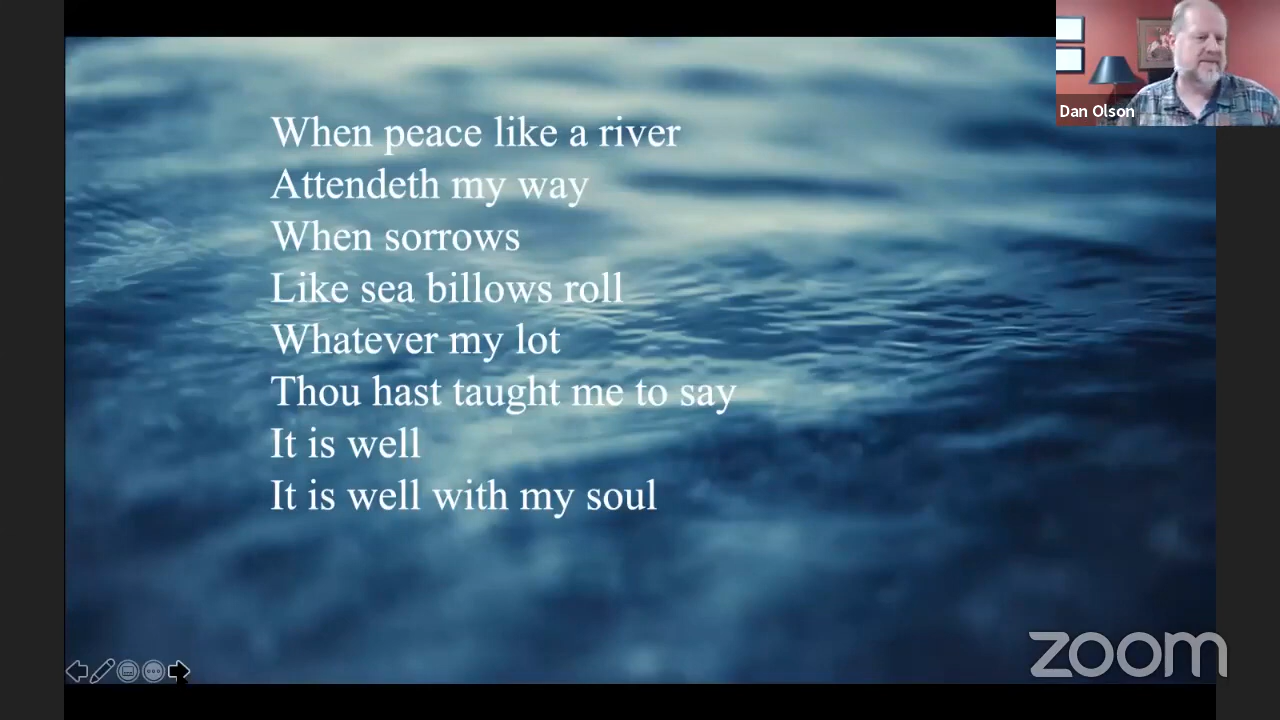 Dan Olson
When peace like a river
Attendeth my way
When sorrows
Like sea billows roll
Whatever my lot
Thou hast taught me to say
It is well
It is well with my soul
zoom